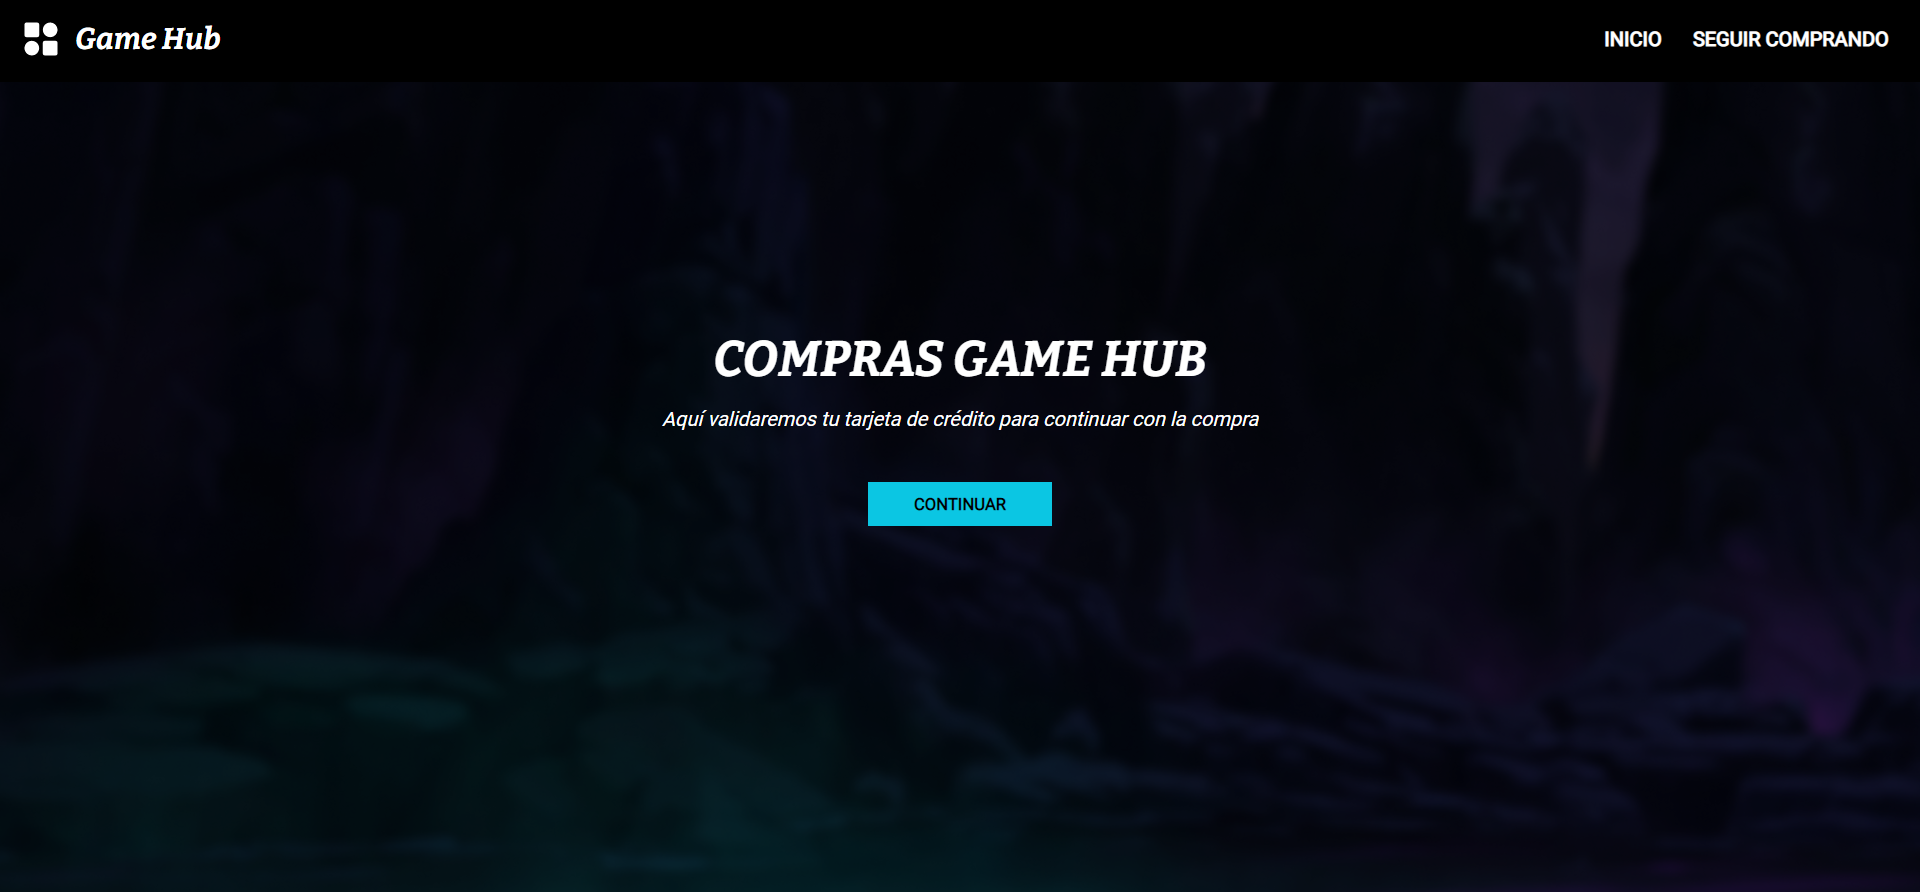 Game Hub
INICIO
SEGUIR COMPRANDO
COMPRAS GAME HUB
Aquí validaremos tu tarjeta de crédito para continuar con la compra
CONTINUAR